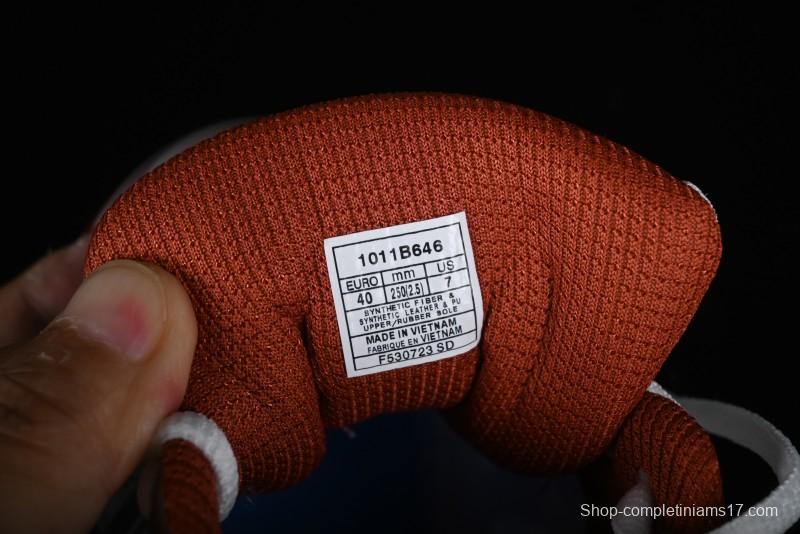 1011B646
EURO mm US
40 250(2.5) 7
SYNTHETIC FIBER &
SYNTHETIC LEATHER & PU
UPPER/RUBBER SOLE
MADE IN VIETNAM
FABRIQUE EN VIETNAM
F530723 SD
Shop-completiniams17.com